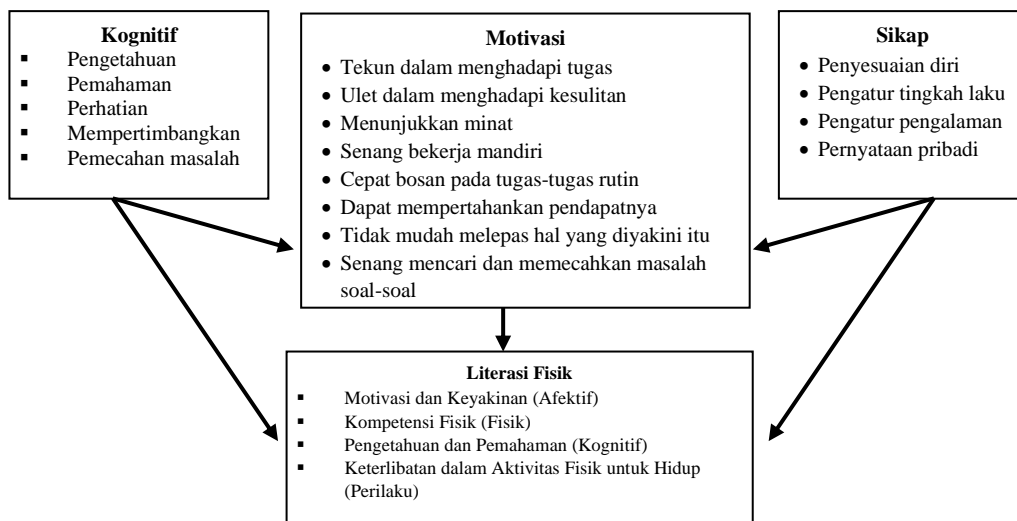 Kognitif
▪ Pengetahuan
▪ Pemahaman
▪ Perhatian
▪ Mempertimbangkan
▪ Pemecahan masalah
Motivasi
• Tekun dalam menghadapi tugas
• Ulet dalam menghadapi kesulitan
• Menunjukkan minat
• Senang bekerja mandiri
• Cepat bosan pada tugas-tugas rutin
• Dapat mempertahankan pendapatnya
• Tidak mudah melepas hal yang diyakini itu
• Senang mencari dan memecahkan masalah
soal-soal
Sikap
• Penyesuaian diri
• Pengatur tingkah laku
• Pengatur pengalaman
• Pernyataan pribadi
Literasi Fisik
▪ Motivasi dan Keyakinan (Afektif)
▪ Kompetensi Fisik (Fisik)
▪ Pengetahuan dan Pemahaman (Kognitif)
▪ Keterlibatan dalam Aktivitas Fisik untuk Hidup
(Perilaku)